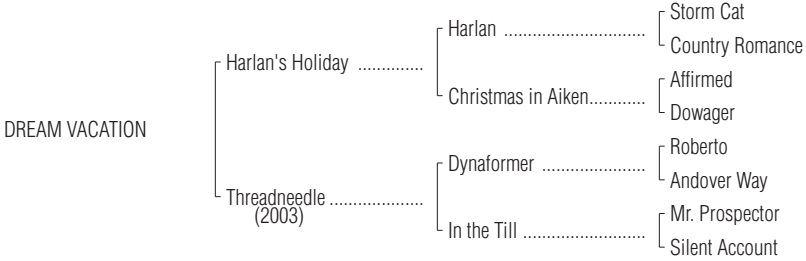 Storm Cat
Harlan ..............................
Country Romance
Harlan's Holiday ..............
Affirmed
Christmas in Aiken............
Dowager
DREAM VACATION
Roberto
Dynaformer ......................
Andover Way
Threadneedle ....................
(2003)
Mr. Prospector
In the Till ..........................
Silent Account